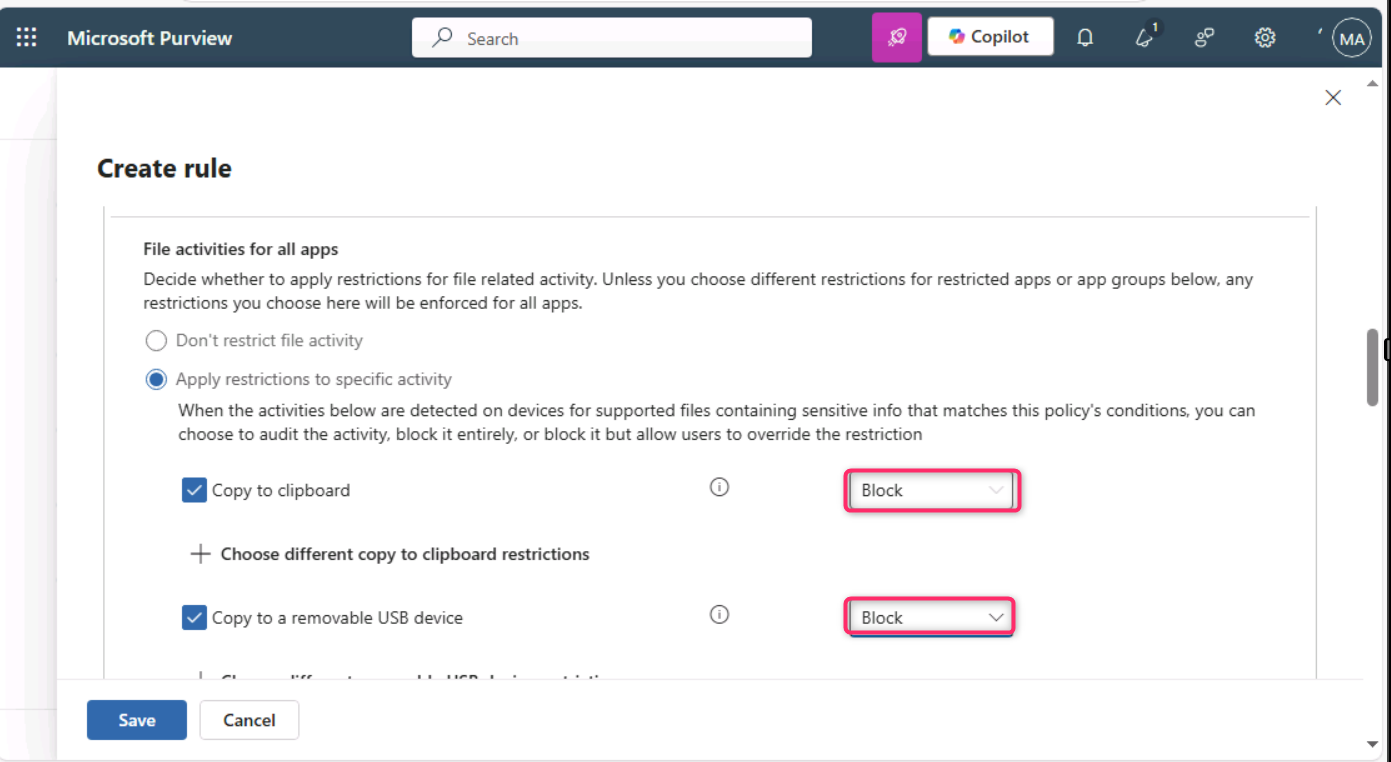 Microsoft Purview
Search
Copilot
1
MA
Create rule
File activities for all apps
Decide whether to apply restrictions for file related activity. Unless you choose different restrictions for restricted apps or app groups below, any
restrictions you choose here will be enforced for all apps.
Don't restrict file activity
Apply restrictions to specific activity
When the activities below are detected on devices for supported files containing sensitive info that matches this policy's conditions, you can
choose to audit the activity, block it entirely, or block it but allow users to override the restriction
Copy to clipboard
Block
Choose different copy to clipboard restrictions
Copy to a removable USB device
Block
Save
Cancel